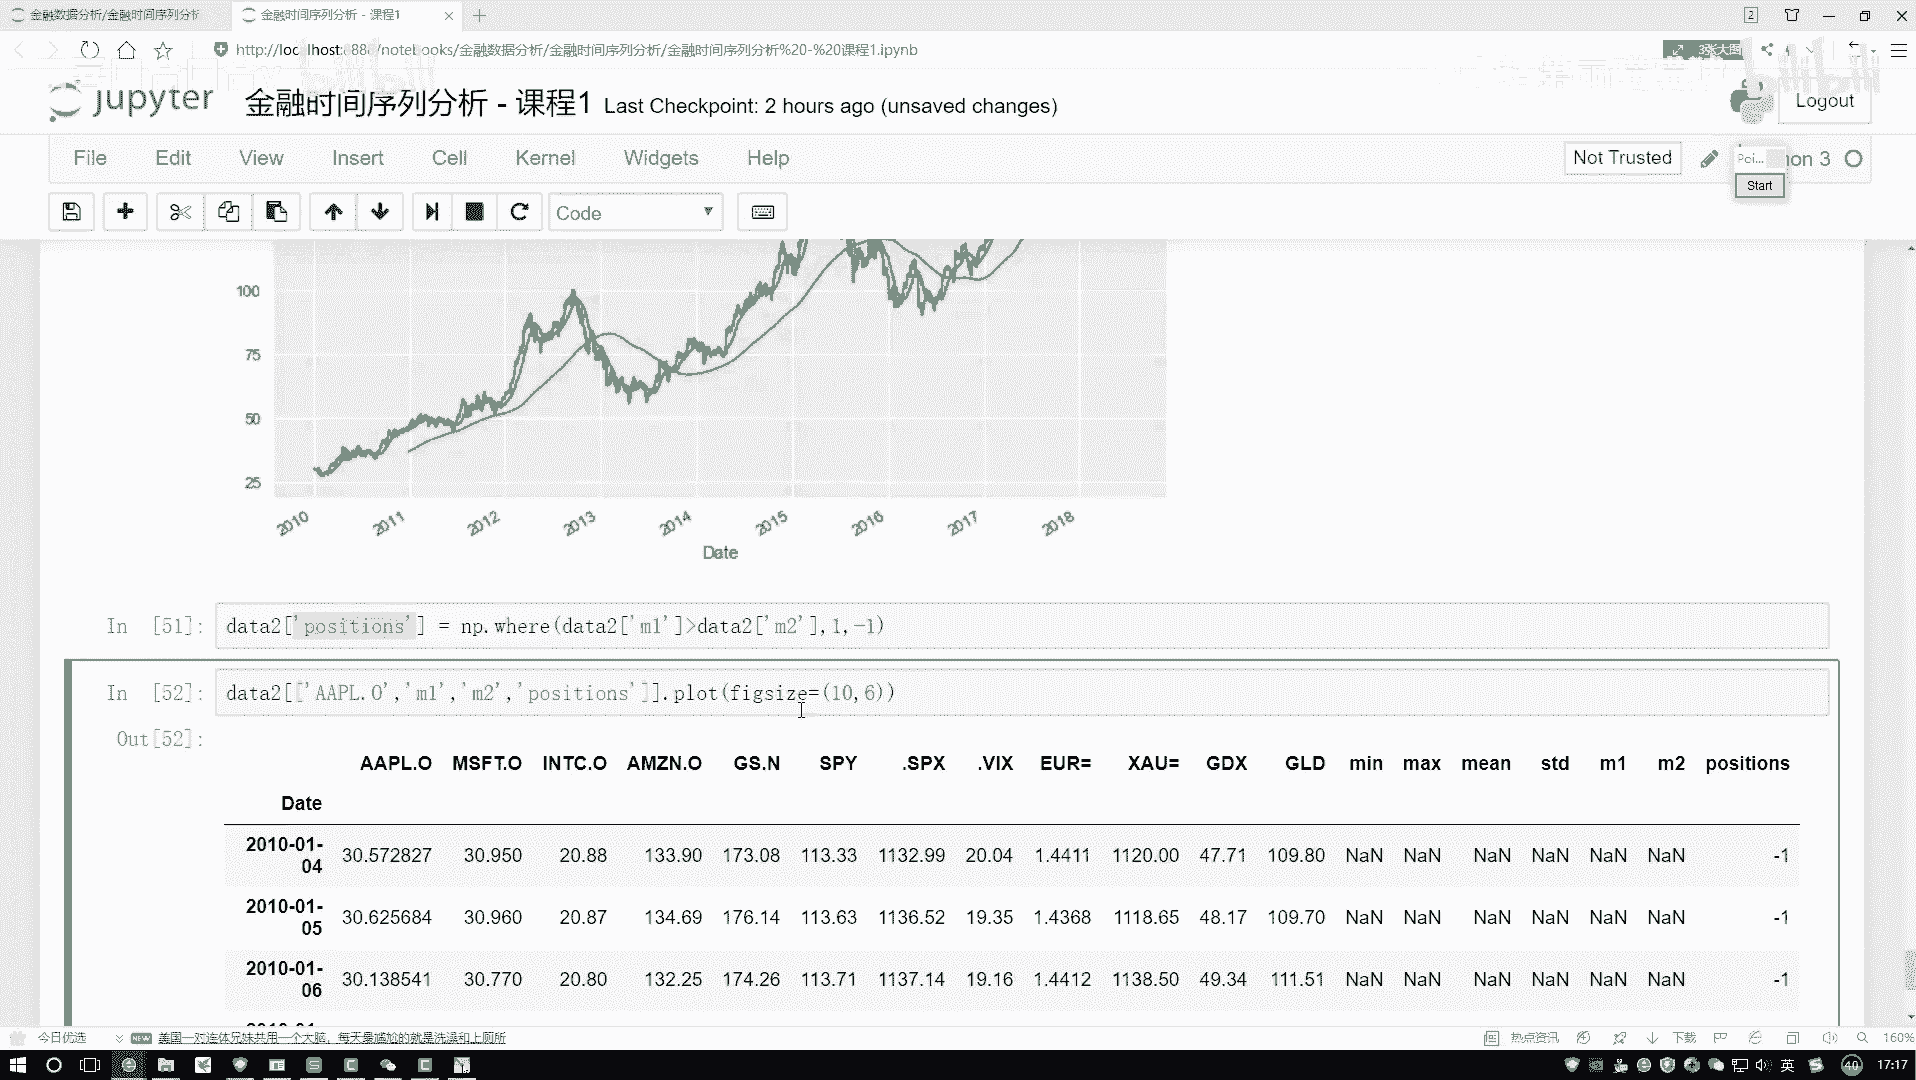 金融数据分析/金融时间序列分析
金融时间序列分析 - 课程1
2
http://localhost:888/notebooks/金融数据分析/金融时间序列分析/金融时间序列分析%20-%20课程1.ipynb
3张大图
jupyter 金融时间序列分析 - 课程1 Last Checkpoint: 2 hours ago (unsaved changes)
Logout
File Edit View Insert Cell Kernel Widgets Help
Not Trusted
Poi... hon 3
Start
Code
100
75
50
25
2010 2011 2012 2013 2014 2015 2016 2017 2018
Date
In [51]: data2['positions'] = np.where(data2['m1']>data2['m2'],1,-1)
In [52]: data2[['AAPL.O','m1','m2','positions']].plot(figsize=(10,6))
Out[52]:
AAPL.O MSFT.O INTC.O AMZN.O GS.N SPY .SPX .VIX EUR= XAU= GDX GLD min max mean std m1 m2 positions
Date
2010-01-04 30.572827 30.950 20.88 133.90 173.08 113.33 1132.99 20.04 1.4411 1120.00 47.71 109.80 NaN NaN NaN NaN NaN NaN -1
2010-01-05 30.625684 30.960 20.87 134.69 176.14 113.63 1136.52 19.35 1.4368 1118.65 48.17 109.70 NaN NaN NaN NaN NaN NaN -1
2010-01-06 30.138541 30.770 20.80 132.25 174.26 113.71 1137.14 19.16 1.4412 1138.50 49.34 111.51 NaN NaN NaN NaN NaN NaN -1
今日优选 NEW 美国一对连体兄妹共用一个大脑，每天最尴尬的就是洗澡和上厕所
热点资讯 下载 160%
英 40 17:17